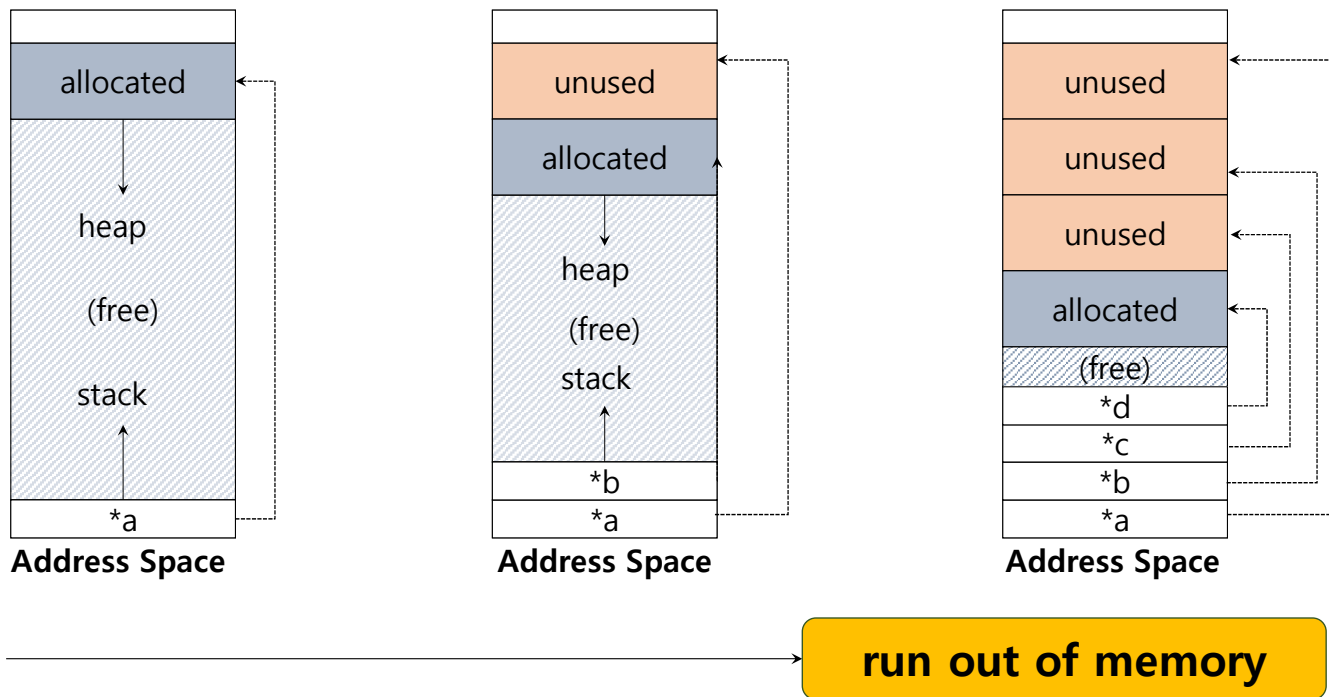 allocated
heap
(free)
stack
*a
Address Space
unused
allocated
heap
(free)
stack
*b
*a
Address Space
unused
unused
unused
allocated
(free)
*d
*c
*b
*a
Address Space
run out of memory